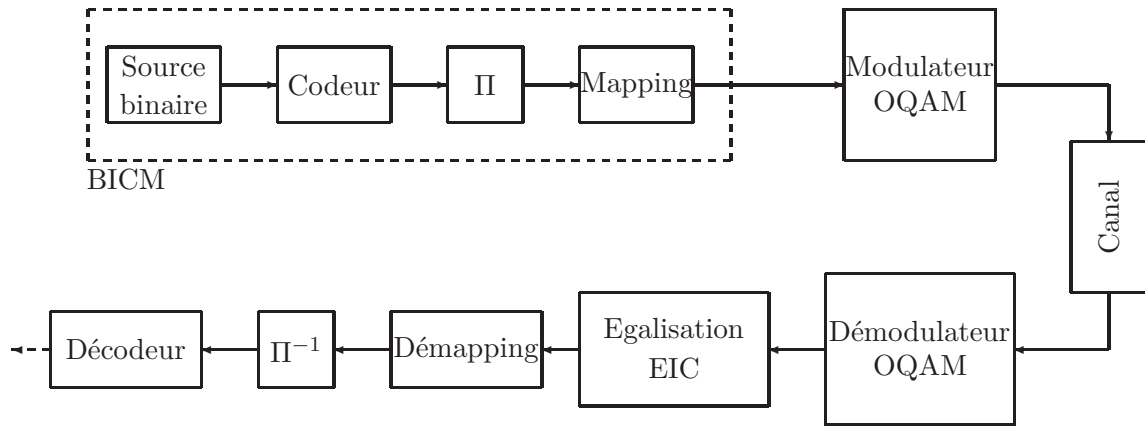 Source
binaire
Codeur
Π
Mapping
Modulateur
OQAM
BICM
Canal
Décodeur
Π⁻¹
Démapping
Egalisation
EIC
Démodulateur
OQAM